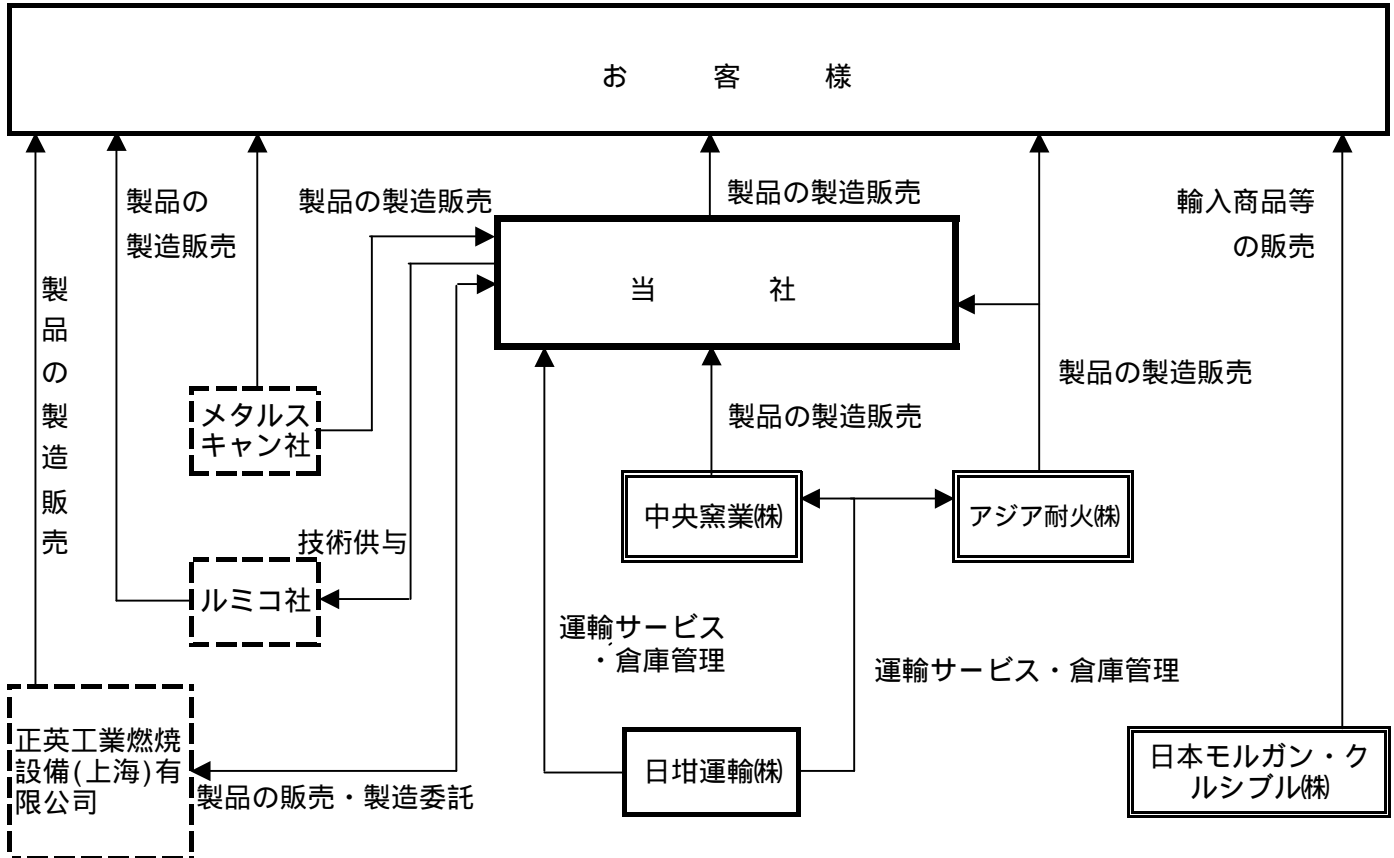 お客様
製品の
製造販売
製品の製造販売
製品の製造販売
輸入商品等
の販売
製品の製造販売
当社
製品の製造販売
メタルス
キャン社
製品の製造販売
中央窯業㈱
アジア耐火㈱
技術供与
ルミコ社
運輸サービス
・倉庫管理
運輸サービス・倉庫管理
正英工業燃焼
設備(上海)有
限公司
製品の販売・製造委託
日坩運輸㈱
日本モルガン・ク
ルシブル㈱